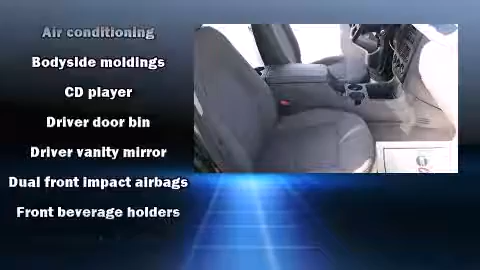 Air conditioning
Bodyside moldings
CD player
Driver door bin
Driver vanity mirror
Dual front impact airbags
Front beverage holders